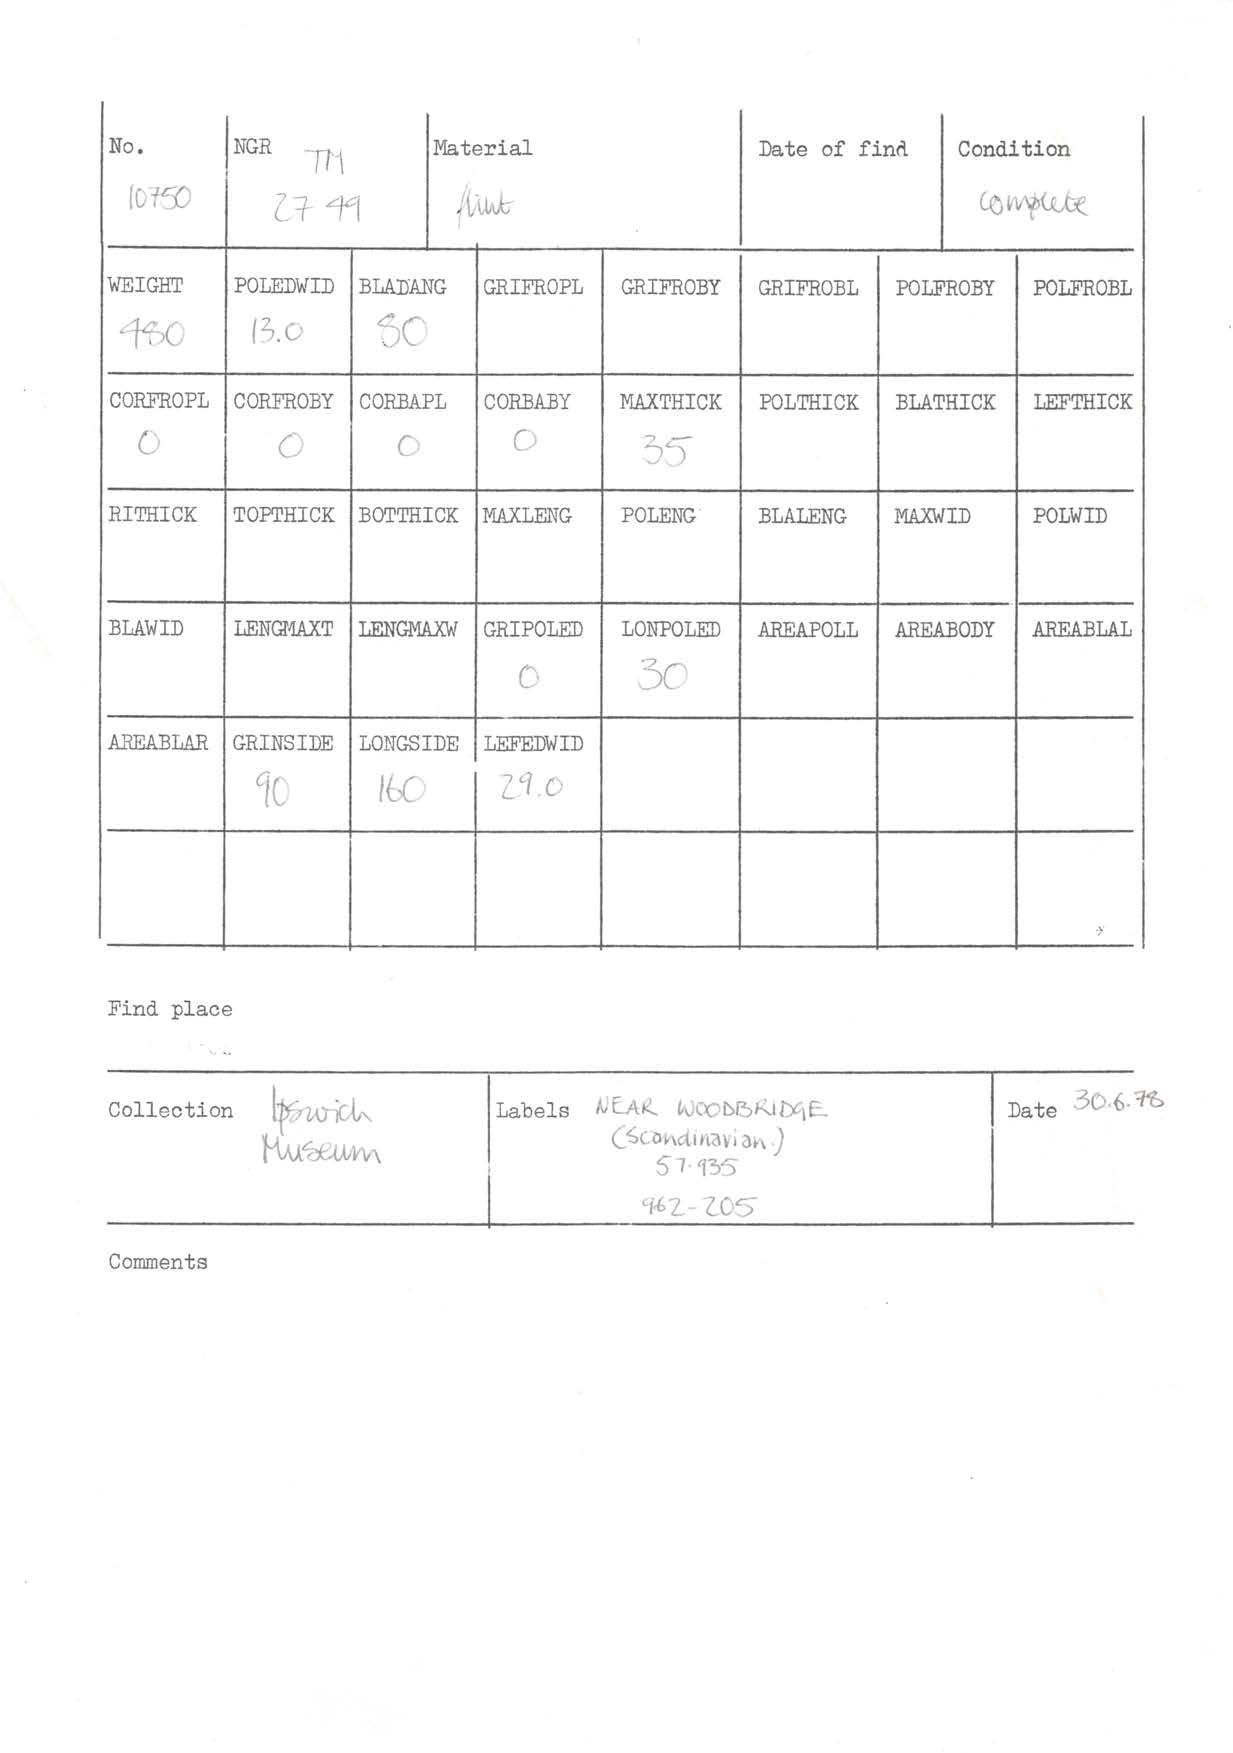 No. NGR TM Material Date of find Condition
10750 27 49 flint complete
WEIGHT POLEDWID BLADANG GRIFROPL GRIFROBY GRIFROBL POLFROBY POLFROBL
480 13.0 80
CORFROPL CORFROBY CORBAPL CORBABY MAXTHICK POLTHICK BLATHICK LEFTHICK
0 0 0 0 35
RITHICK TOPTHICK BOTTHICK MAXLENG POLENG BLALENG MAXWID POLWID
BLAWID LENGMAXT LENGMAXW GRIPOLED LONPOLED AREAPOLL AREABODY AREABLAL
0 30
AREABLAR GRINSIDE LONGSIDE LEFEDWID
90 160 29.0
Find place
Collection Ipswich Labels NEAR WOODBRIDGE Date 30.6.78
Museum (Scandinavian.)
57.935
962-205
Comments